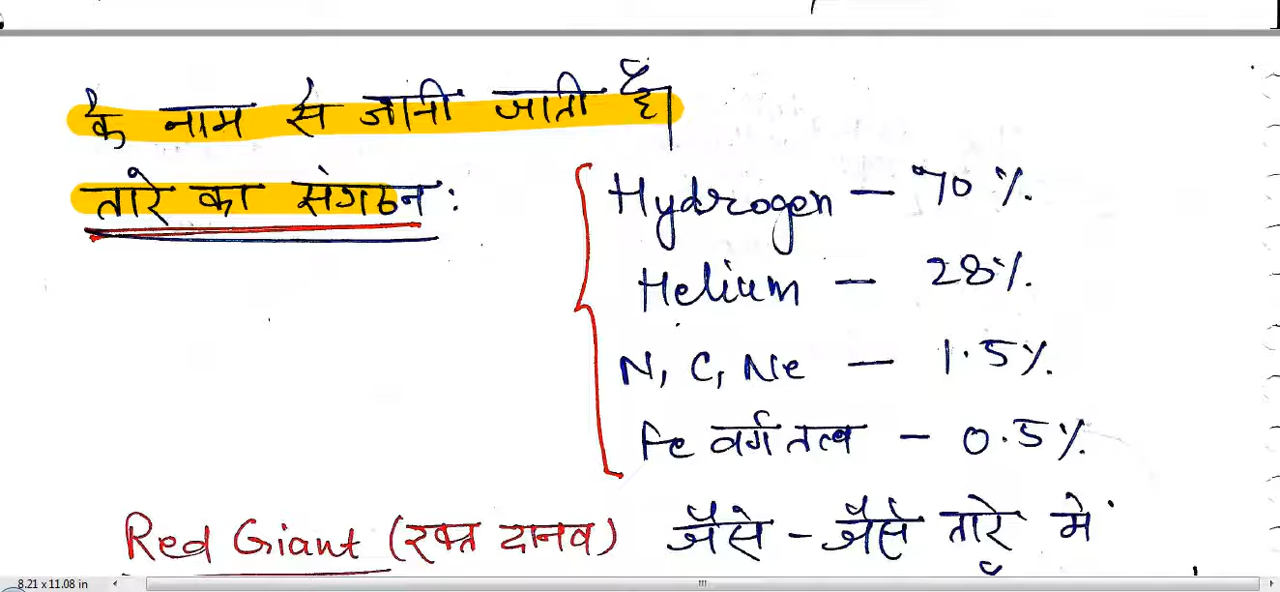 के नाम से जानी जाती है।
तारे का संगठन :
Hydrogen — 70 %.
Helium — 28%.
N, C, Ne — 1.5%.
Fe वर्ग तत्व — 0.5%.
Red Giant (रक्त दानव) जैसे - जैसे तारे में
8.21 x 11.08 in